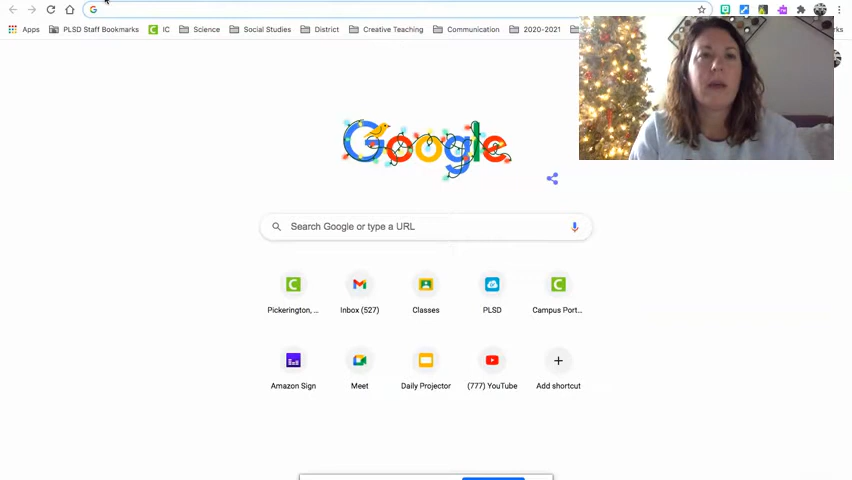 Apps PLSD Staff Bookmarks IC Science Social Studies District Creative Teaching Communication 2020-2021
Google
Search Google or type a URL
Pickerington, ... Inbox (527) Classes PLSD Campus Port...
Amazon Sign Meet Daily Projector (777) YouTube Add shortcut